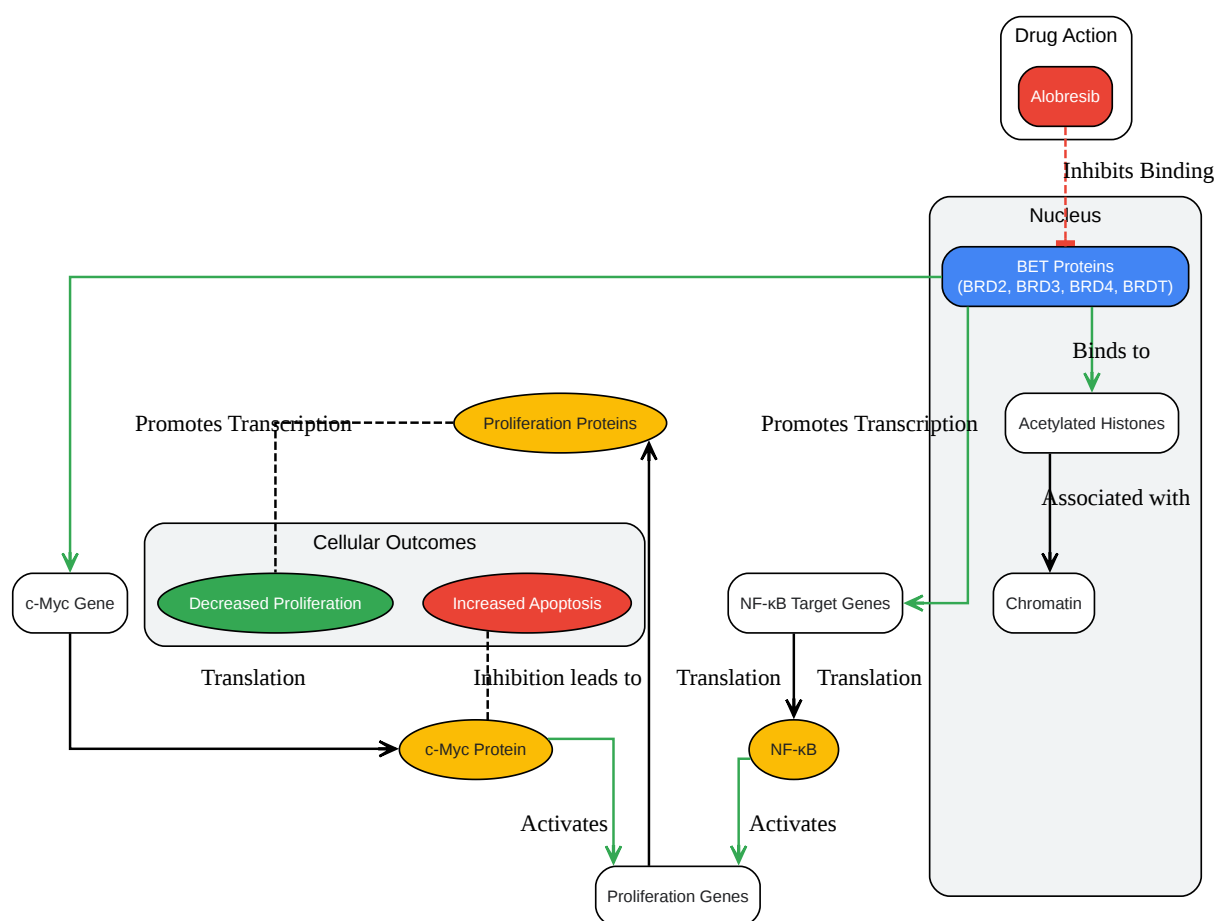 Drug Action
Alobresib
Inhibits Binding
Nucleus
BET Proteins
(BRD2, BRD3, BRD4, BRDT)
Binds to
Promotes Transcription
Proliferation Proteins
Promotes Transcription
Acetylated Histones
Associated with
Cellular Outcomes
c-Myc Gene
Decreased Proliferation
Increased Apoptosis
NF-κB Target Genes
Chromatin
Translation
Inhibition leads to
Translation
Translation
c-Myc Protein
NF-κB
Activates
Activates
Proliferation Genes